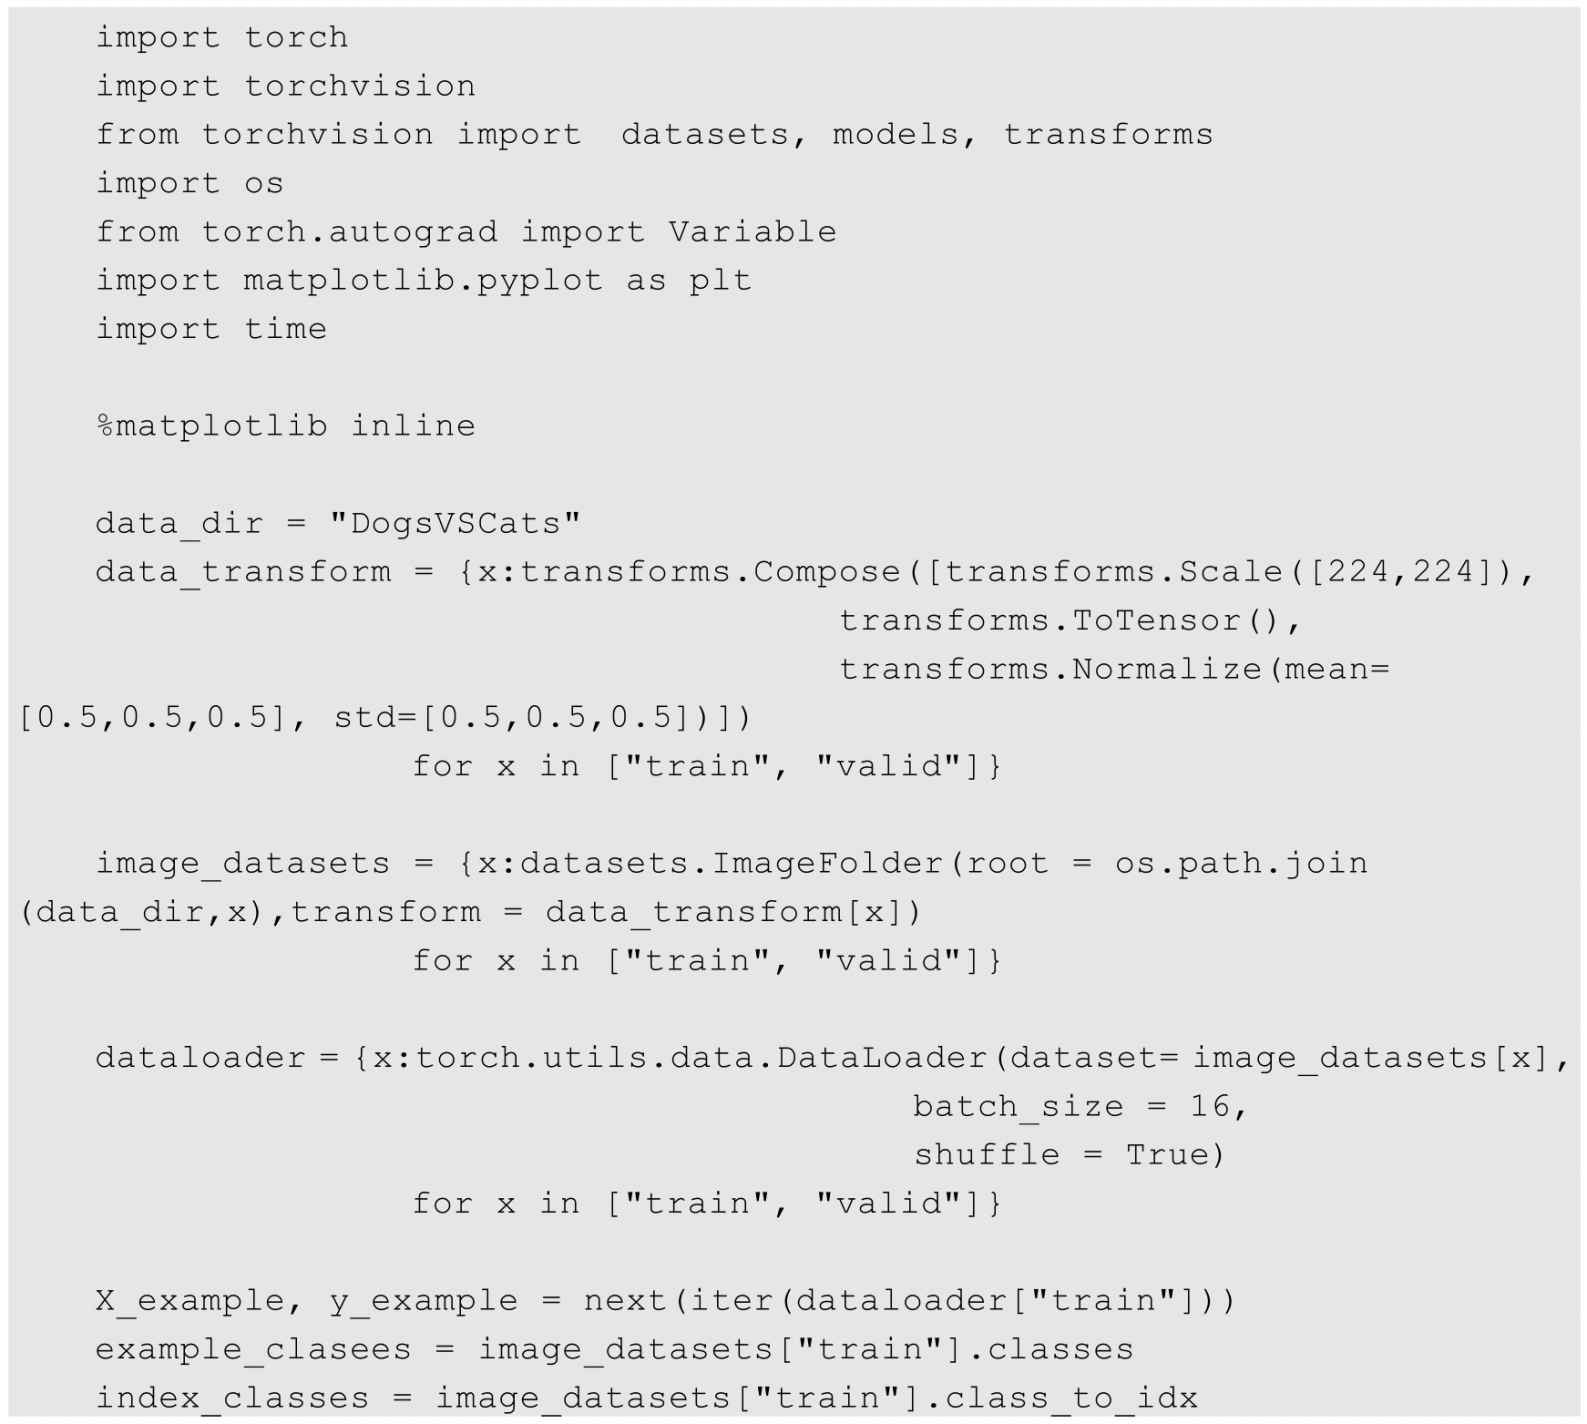 import torch
import torchvision
from torchvision import  datasets, models, transforms
import os
from torch.autograd import Variable
import matplotlib.pyplot as plt
import time
%matplotlib inline
data_dir = "DogsVSCats"
data_transform = {x:transforms.Compose([transforms.Scale([224,224]),
transforms.ToTensor(),
transforms.Normalize(mean=
[0.5,0.5,0.5], std=[0.5,0.5,0.5])])
for x in ["train", "valid"]}
image_datasets = {x:datasets.ImageFolder(root = os.path.join
(data_dir,x),transform = data_transform[x])
for x in ["train", "valid"]}
dataloader = {x:torch.utils.data.DataLoader(dataset= image_datasets[x],
batch_size = 16,
shuffle = True)
for x in ["train", "valid"]}
X_example, y_example = next(iter(dataloader["train"]))
example_clasees = image_datasets["train"].classes
index_classes = image_datasets["train"].class_to_idx